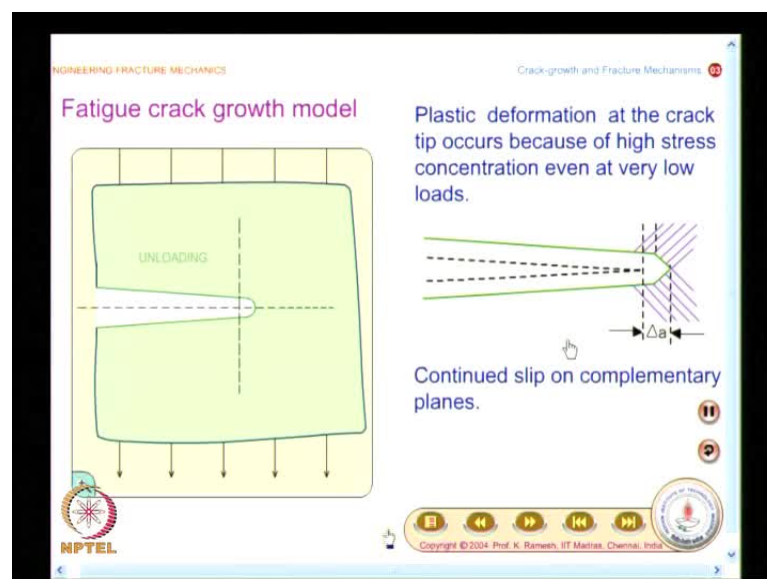 NGINEERING FRACTURE MECHANICS
Crack-growth and Fracture Mechanisms 03
Fatigue crack growth model
UNLOADING
Plastic deformation at the crack
tip occurs because of high stress
concentration even at very low
loads.
Δa
Continued slip on complementary
planes.
NPTEL
Copyright © 2004 Prof. K. Ramesh, IIT Madras, Chennai, India